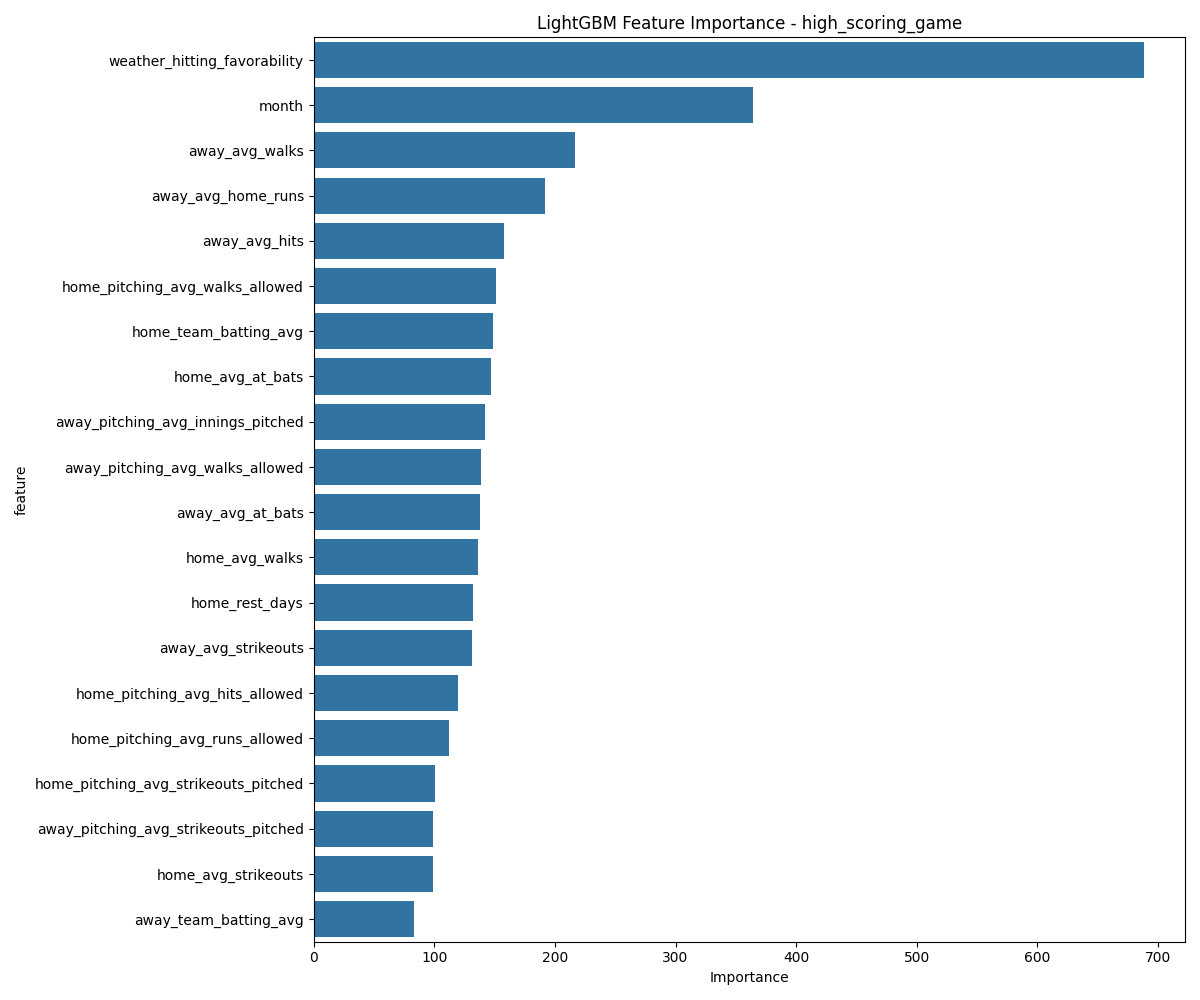 LightGBM Feature Importance - high_scoring_game
weather_hitting_favorability
month
away_avg_walks
away_avg_home_runs
away_avg_hits
home_pitching_avg_walks_allowed
home_team_batting_avg
home_avg_at_bats
away_pitching_avg_innings_pitched
away_pitching_avg_walks_allowed
away_avg_at_bats
home_avg_walks
home_rest_days
away_avg_strikeouts
home_pitching_avg_hits_allowed
home_pitching_avg_runs_allowed
home_pitching_avg_strikeouts_pitched
away_pitching_avg_strikeouts_pitched
home_avg_strikeouts
away_team_batting_avg
feature
0 100 200 300 400 500 600 700
Importance